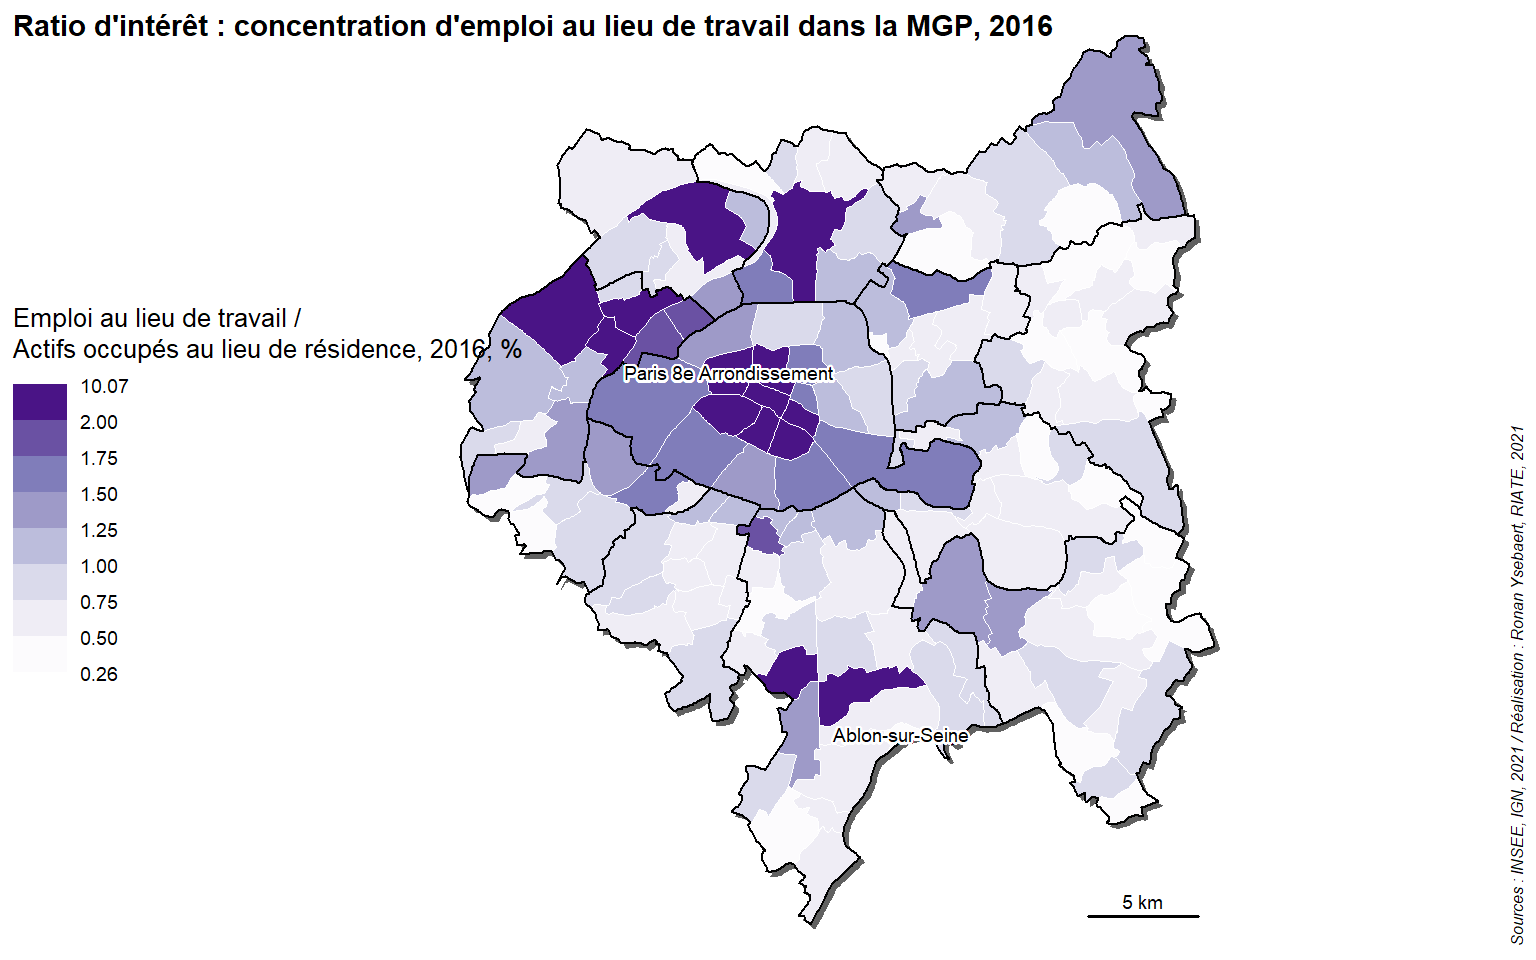 Ratio d'intérêt : concentration d'emploi au lieu de travail dans la MGP, 2016
Emploi au lieu de travail /
Actifs occupés au lieu de résidence, 2016, %
10.07
2.00
1.75
1.50
1.25
1.00
0.75
0.50
0.26
Paris 8e Arrondissement
Ablon-sur-Seine
5 km
Sources : INSEE, IGN, 2021 / Réalisation : Ronan Ysebaert, RIATE, 2021